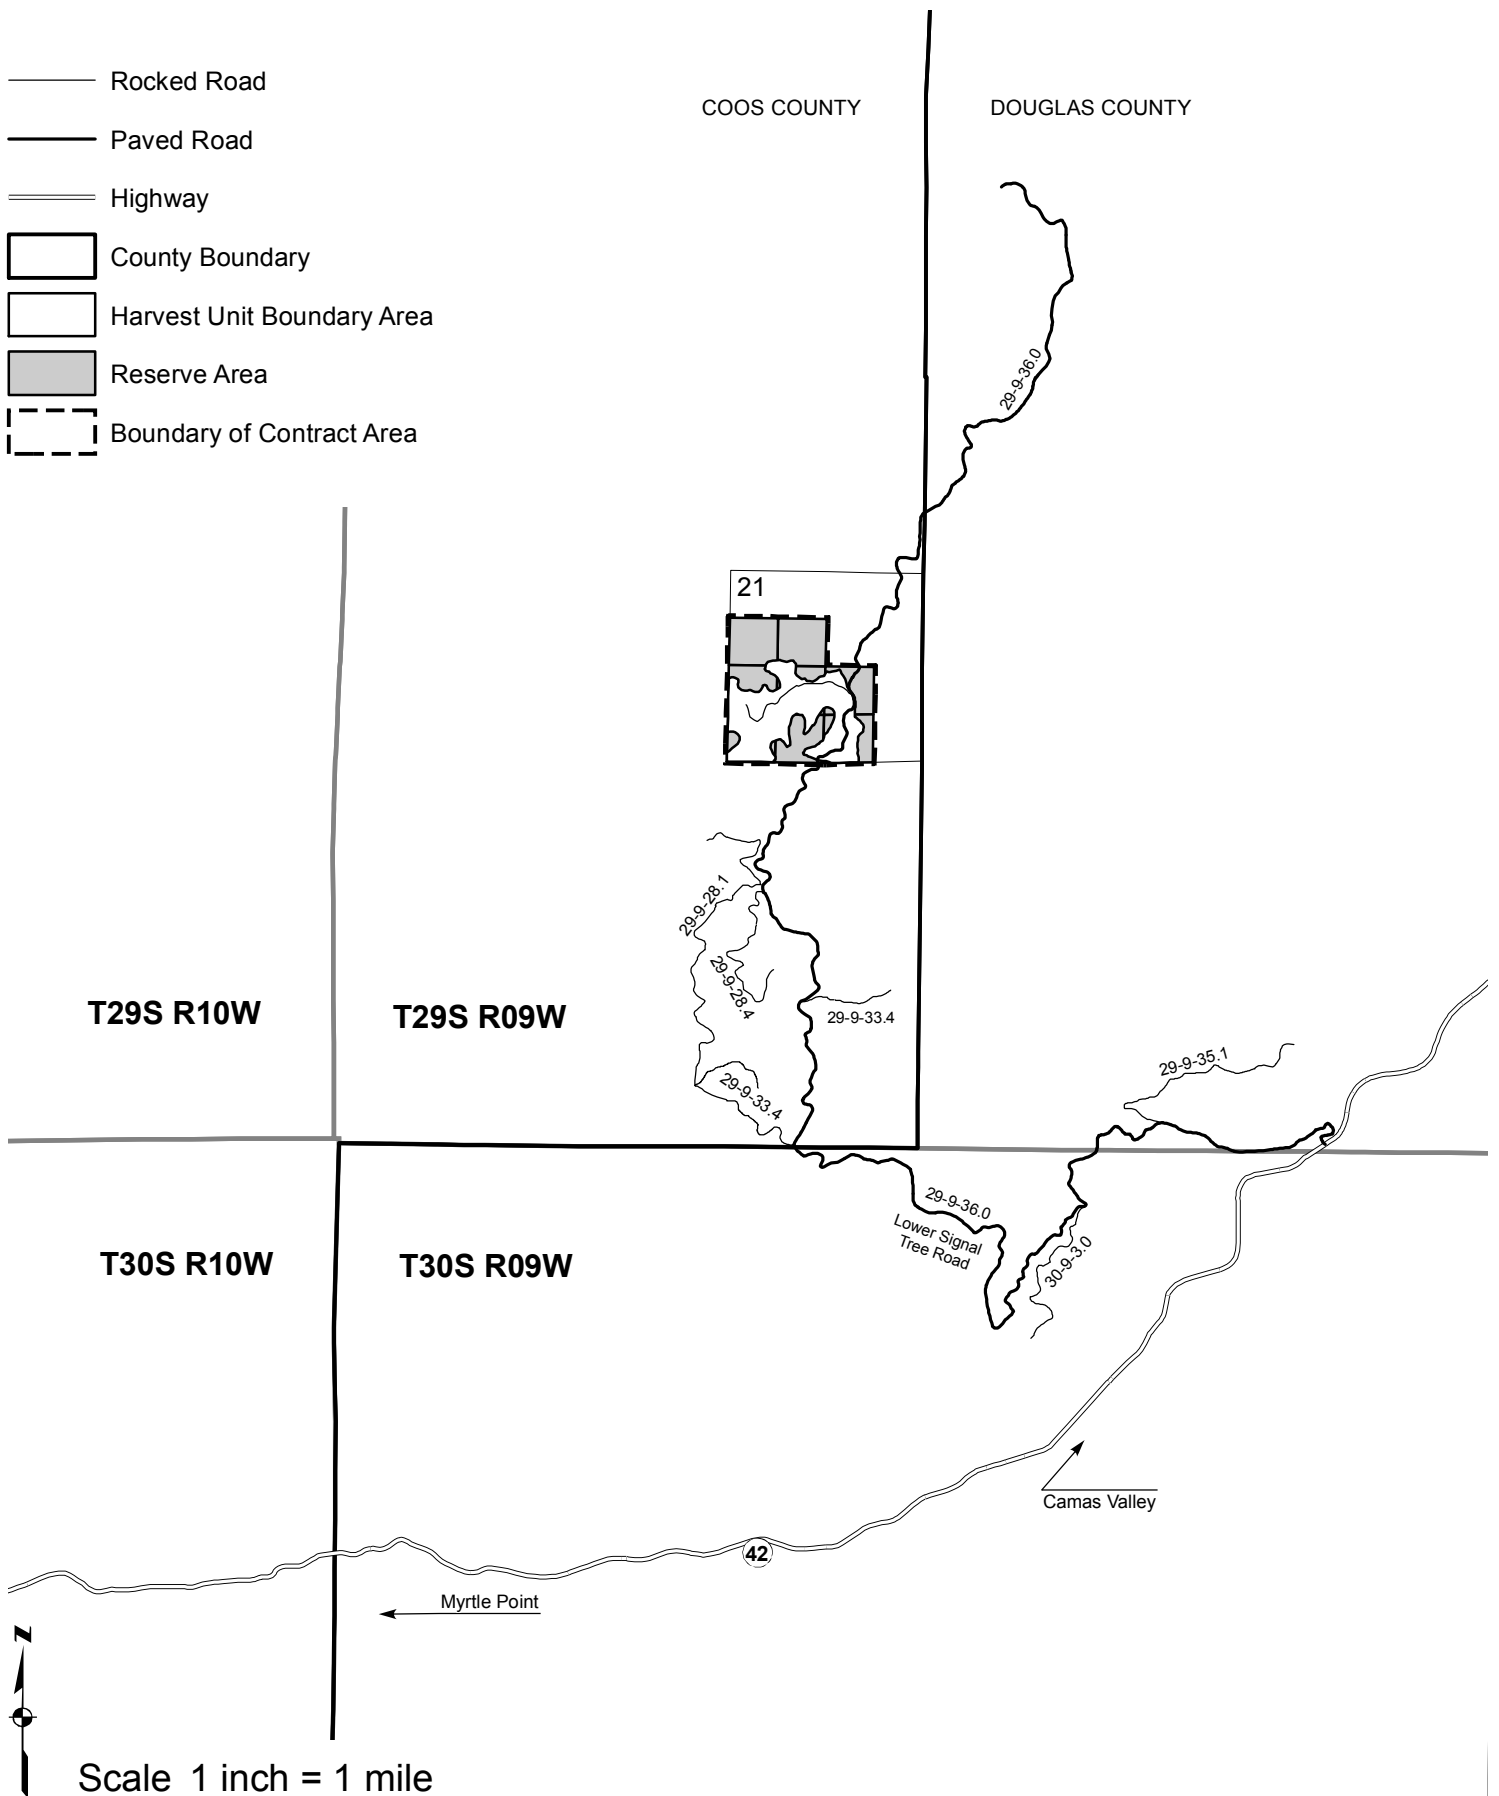 Rocked Road
Paved Road
Highway
County Boundary
Harvest Unit Boundary Area
Reserve Area
Boundary of Contract Area
COOS COUNTY
DOUGLAS COUNTY
29-9-36.0
21
29-9-28.1
29-9-28.4
29-9-33.4
29-9-33.4
29-9-35.1
T29S R10W
T29S R09W
29-9-36.0
Lower Signal
Tree Road
30-9-3.0
T30S R10W
T30S R09W
Camas Valley
42
Myrtle Point
N
Scale 1 inch = 1 mile